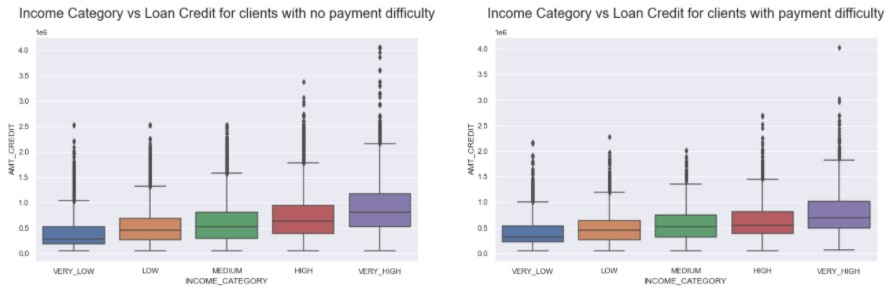 Income Category vs Loan Credit for clients with no payment difficulty
1e6
4.0
3.5
3.0
2.5
2.0
1.5
1.0
0.5
0.0
AMT_CREDIT
VERY_LOW LOW MEDIUM HIGH VERY_HIGH
INCOME_CATEGORY
Income Category vs Loan Credit for clients with payment difficulty
1e6
4.0
3.5
3.0
2.5
2.0
1.5
1.0
0.5
0.0
AMT_CREDIT
VERY_LOW LOW MEDIUM HIGH VERY_HIGH
INCOME_CATEGORY